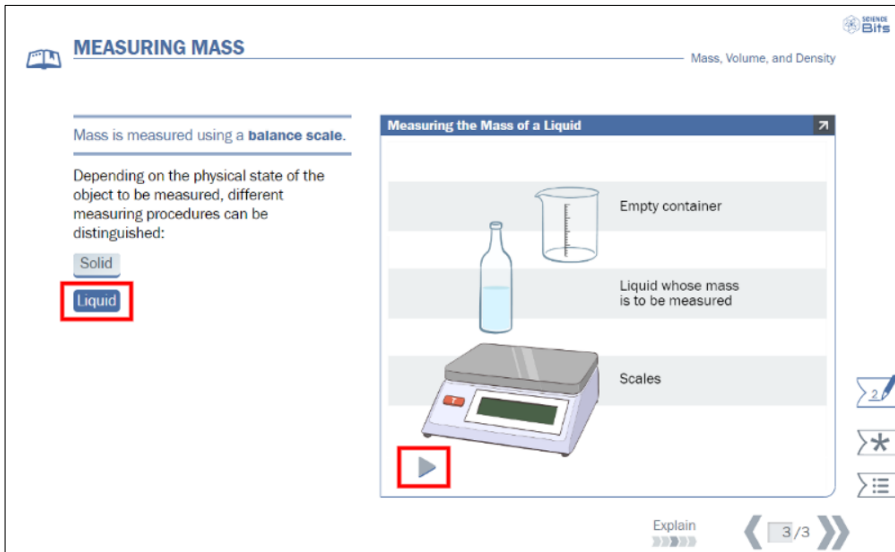 SCIENCE
Bits
MEASURING MASS
Mass, Volume, and Density
Mass is measured using a balance scale.
Depending on the physical state of the
object to be measured, different
measuring procedures can be
distinguished:
Solid
Liquid
Measuring the Mass of a Liquid
Empty container
Liquid whose mass
is to be measured
Scales
T
2
Explain
3/3